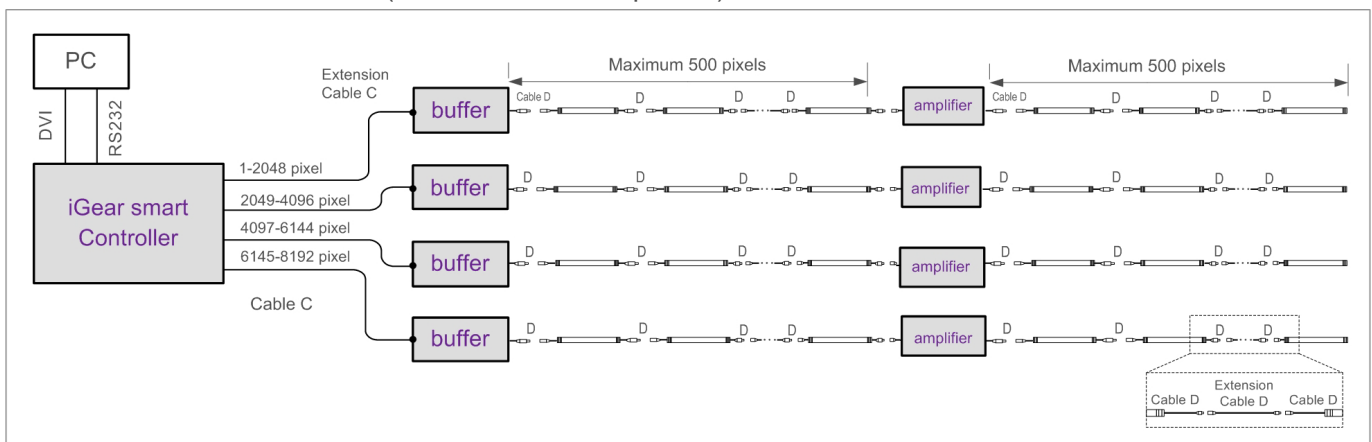 PC
DVI
RS232
iGear smart
Controller
1-2048 pixel
2049-4096 pixel
4097-6144 pixel
6145-8192 pixel
Cable C
Extension
Cable C
buffer
Cable D
D
D
D
Maximum 500 pixels
amplifier
Cable D
D
D
D
Maximum 500 pixels
buffer
D
D
D
D
amplifier
D
D
D
D
buffer
D
D
D
D
amplifier
D
D
D
D
buffer
D
D
D
D
amplifier
D
D
D
D
Extension
Cable D
Cable D
Cable D